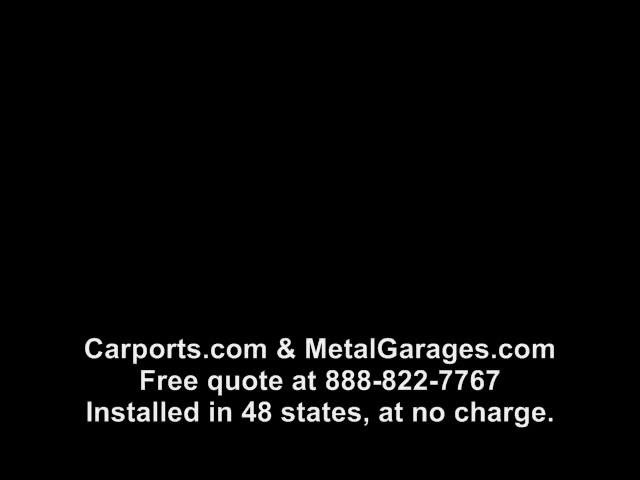 Carports.com & MetalGarages.com
Free quote at 888-822-7767
Installed in 48 states, at no charge.